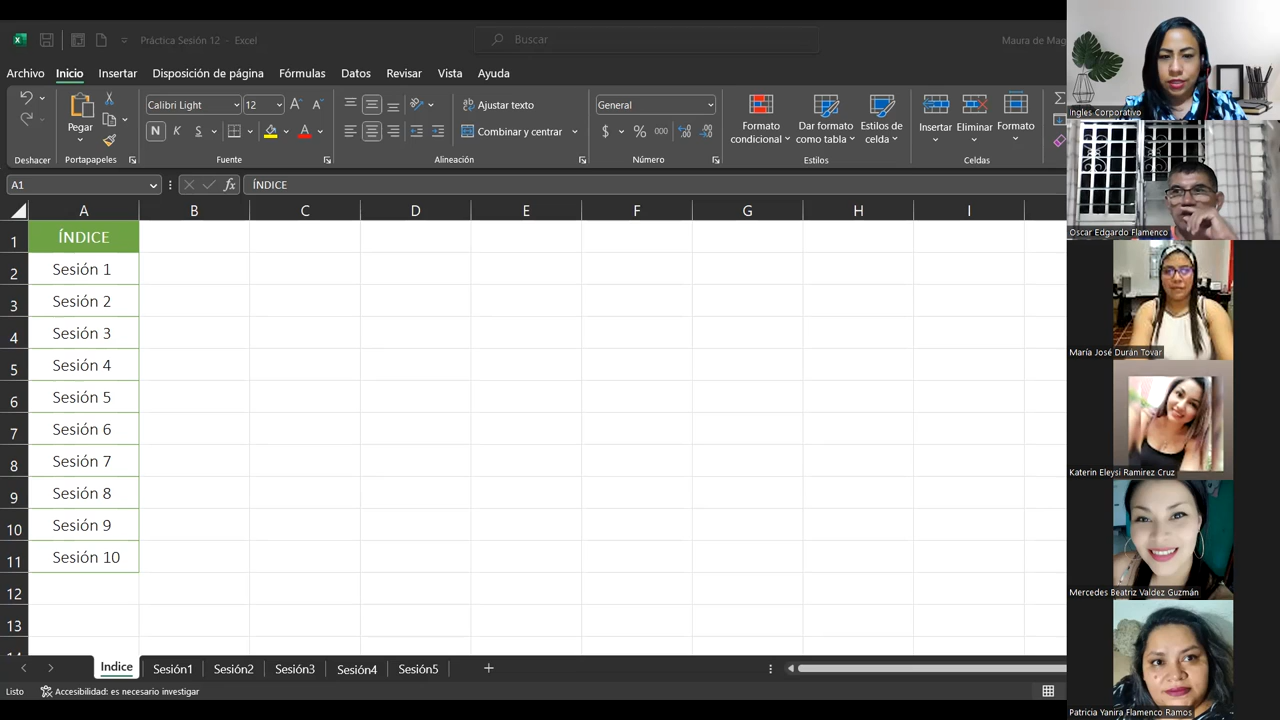 Práctica Sesión 12 - Excel
Buscar
Maura de Mag
Archivo Inicio Insertar Disposición de página Fórmulas Datos Revisar Vista Ayuda
Calibri Light 12
Ajustar texto
General
Pegar
N K S
Combinar y centrar
$ % 000
Formato condicional
Dar formato como tabla
Estilos de celda
Insertar Eliminar Formato
Deshacer Portapapeles Fuente Alineación Número Estilos Celdas
A1 fx ÍNDICE
A B C D E F G H I
1 ÍNDICE
2 Sesión 1
3 Sesión 2
4 Sesión 3
5 Sesión 4
6 Sesión 5
7 Sesión 6
8 Sesión 7
9 Sesión 8
10 Sesión 9
11 Sesión 10
12
13
14
Indice Sesión1 Sesión2 Sesión3 Sesión4 Sesión5
Listo Accesibilidad: es necesario investigar
Ingles Corporativo
Oscar Edgardo Flamenco
María José Durán Tovar
Katerin Eleysi Ramirez Cruz
Mercedes Beatriz Valdez Guzmán
Patricia Yanira Flamenco Ramos